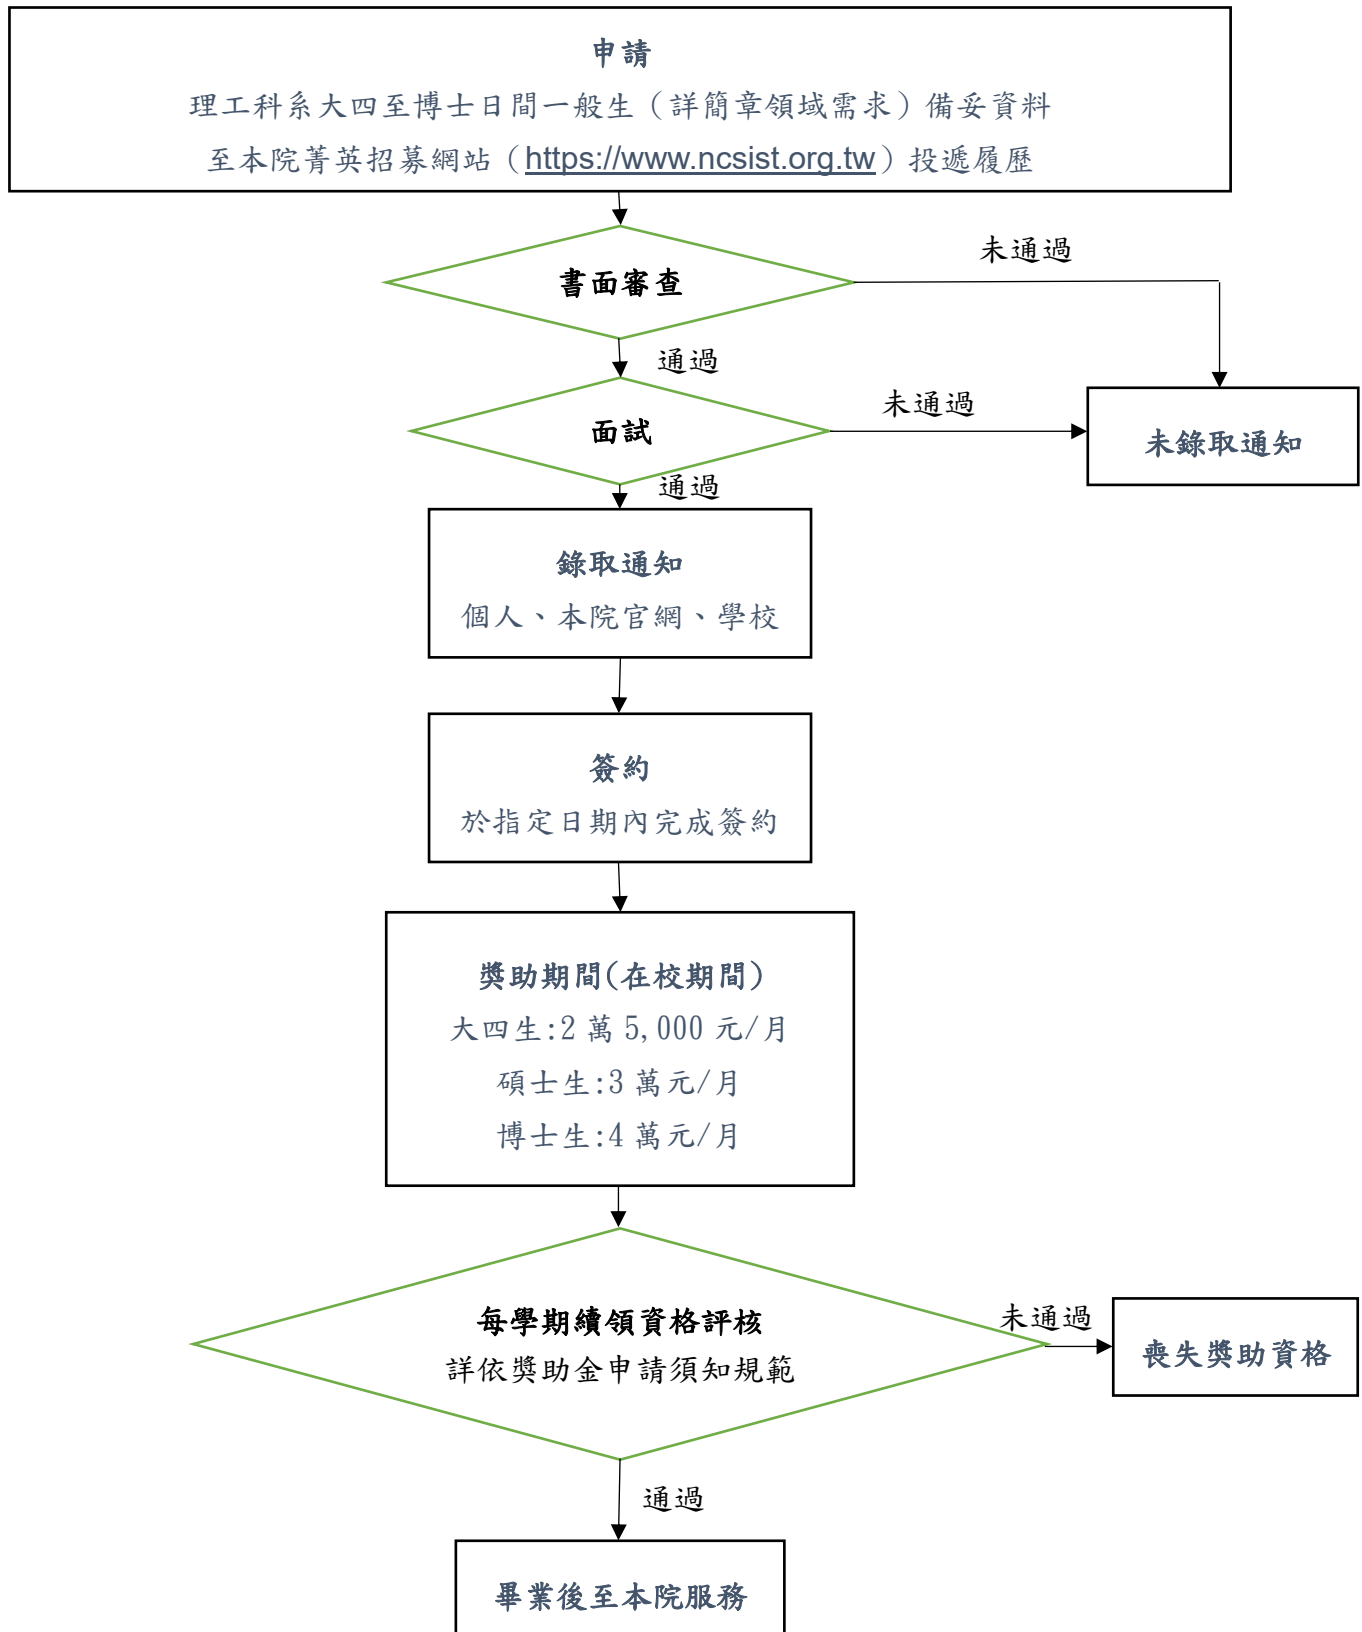 申請
理工科系大四至博士日間一般生（詳簡章領域需求）備妥資料
至本院菁英招募網站（https://www.ncsist.org.tw）投遞履歷
書面審查
未通過
通過
面試
未通過
未錄取通知
通過
錄取通知
個人、本院官網、學校
簽約
於指定日期內完成簽約
獎助期間(在校期間)
大四生:2 萬 5,000 元/月
碩士生:3 萬元/月
博士生:4 萬元/月
每學期續領資格評核
詳依獎助金申請須知規範
未通過
喪失獎助資格
通過
畢業後至本院服務